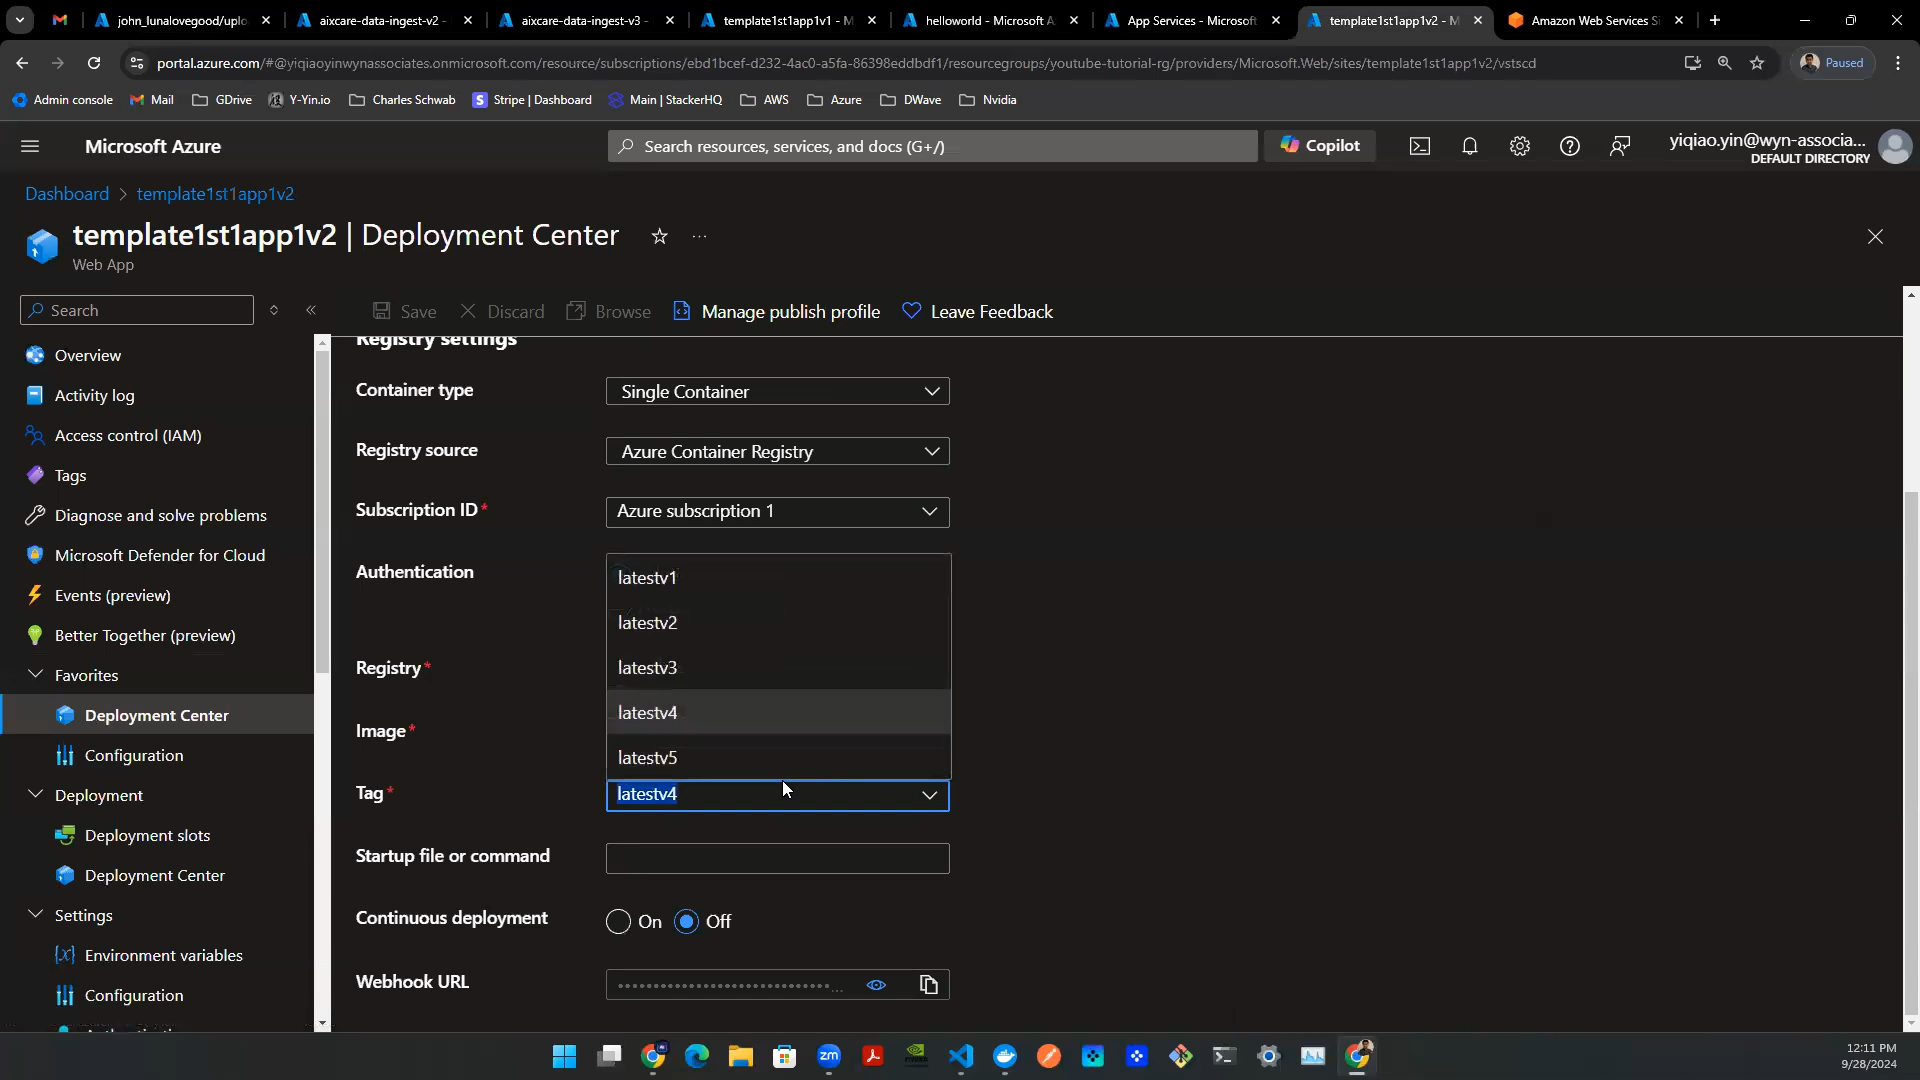 john_lunalovegood/uplo
aixcare-data-ingest-v2 -
aixcare-data-ingest-v3 -
template1st1app1v1 - M
helloworld - Microsoft A
App Services - Microsoft
template1st1app1v2 - M
Amazon Web Services Si
portal.azure.com/#@yiqiaoyinwynassociates.onmicrosoft.com/resource/subscriptions/ebd1bcef-d232-4ac0-a5fa-86398eddbdf1/resourcegroups/youtube-tutorial-rg/providers/Microsoft.Web/sites/template1st1app1v2/vstscd
Paused
Admin console
Mail
GDrive
Y-Yin.io
Charles Schwab
Stripe | Dashboard
Main | StackerHQ
AWS
Azure
DWave
Nvidia
Microsoft Azure
Search resources, services, and docs (G+/)
Copilot
yiqiao.yin@wyn-associa...
DEFAULT DIRECTORY
Dashboard > template1st1app1v2
template1st1app1v2 | Deployment Center
Web App
Search
Save
Discard
Browse
Manage publish profile
Leave Feedback
Overview
Activity log
Access control (IAM)
Tags
Diagnose and solve problems
Microsoft Defender for Cloud
Events (preview)
Better Together (preview)
Favorites
Deployment Center
Configuration
Deployment
Deployment slots
Deployment Center
Settings
Environment variables
Configuration
Registry settings
Container type
Single Container
Registry source
Azure Container Registry
Subscription ID*
Azure subscription 1
Authentication
latestv1
latestv2
latestv3
latestv4
latestv5
Registry*
Image*
Tag*
latestv4
Startup file or command
Continuous deployment
On
Off
Webhook URL
12:11 PM
9/28/2024